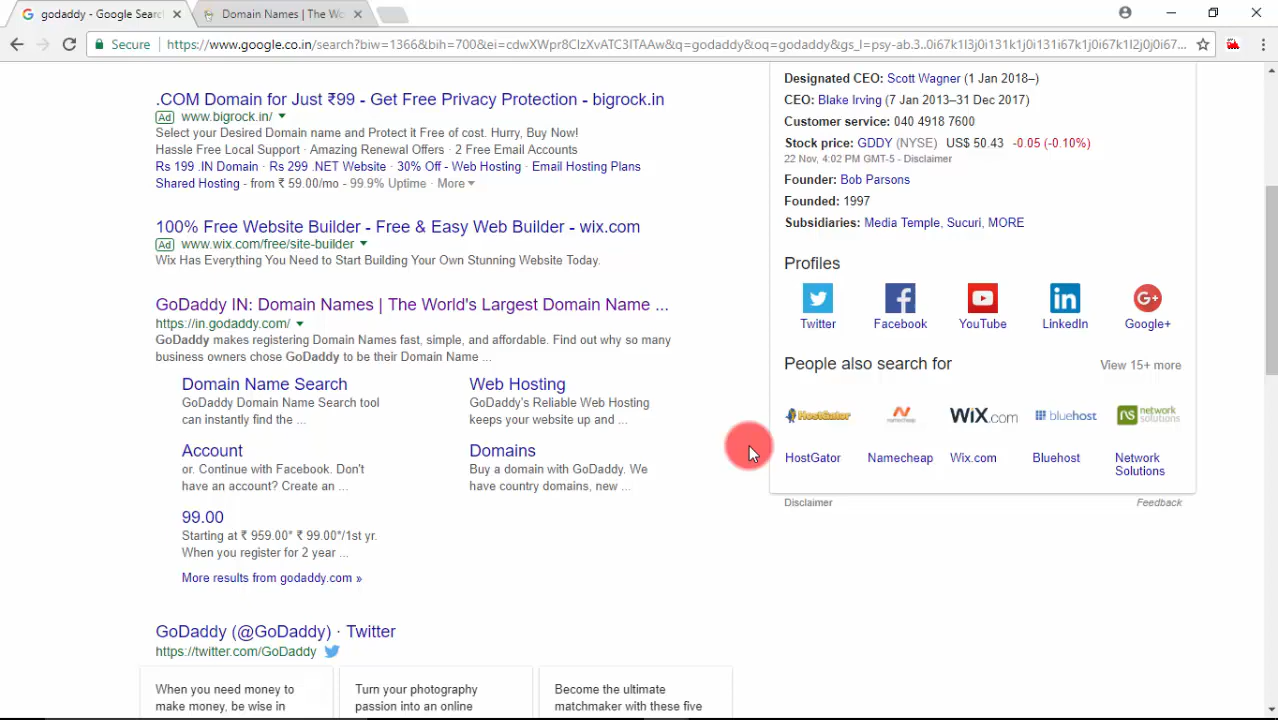 godaddy - Google Searc
Domain Names | The Wo
Secure
https://www.google.co.in/search?biw=1366&bih=700&ei=cdwXWpr8CIzXvATC3ITAAw&q=godaddy&oq=godaddy&gs_l=psy-ab.3..0i67k1l3j0i131k1j0i131i67k1j0i67k1l2j0j0i67...
.COM Domain for Just ₹99 - Get Free Privacy Protection - bigrock.in
Ad www.bigrock.in/
Select your Desired Domain name and Protect it Free of cost. Hurry, Buy Now!
Hassle Free Local Support · Amazing Renewal Offers · 2 Free Email Accounts
Rs 199 .IN Domain · Rs 299 .NET Website · 30% Off - Web Hosting · Email Hosting Plans
Shared Hosting - from ₹ 59.00/mo - 99.9% Uptime · More
100% Free Website Builder - Free & Easy Web Builder - wix.com
Ad www.wix.com/free/site-builder
Wix Has Everything You Need to Start Building Your Own Stunning Website Today.
GoDaddy IN: Domain Names | The World's Largest Domain Name ...
https://in.godaddy.com/
GoDaddy makes registering Domain Names fast, simple, and affordable. Find out why so many
business owners chose GoDaddy to be their Domain Name ...
Domain Name Search
GoDaddy Domain Name Search tool
can instantly find the ...
Web Hosting
GoDaddy's Reliable Web Hosting
keeps your website up and ...
Account
or. Continue with Facebook. Don't
have an account? Create an ...
Domains
Buy a domain with GoDaddy. We
have country domains, new ...
99.00
Starting at ₹ 959.00* ₹ 99.00*/1st yr.
When you register for 2 year ...
More results from godaddy.com »
GoDaddy (@GoDaddy) · Twitter
https://twitter.com/GoDaddy
When you need money to
make money, be wise in
Turn your photography
passion into an online
Become the ultimate
matchmaker with these five
Designated CEO: Scott Wagner (1 Jan 2018–)
CEO: Blake Irving (7 Jan 2013–31 Dec 2017)
Customer service: 040 4918 7600
Stock price: GDDY (NYSE) US$ 50.43 -0.05 (-0.10%)
22 Nov, 4:02 PM GMT-5 - Disclaimer
Founder: Bob Parsons
Founded: 1997
Subsidiaries: Media Temple, Sucuri, MORE
Profiles
Twitter
Facebook
YouTube
LinkedIn
Google+
People also search for
View 15+ more
HostGator
namecheap
WiX.com
bluehost
ns network solutions
HostGator
Namecheap
Wix.com
Bluehost
Network
Solutions
Disclaimer
Feedback